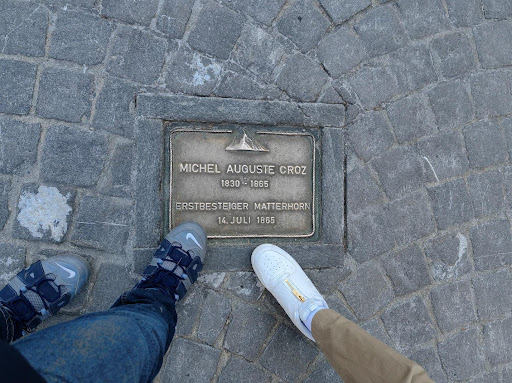 MICHEL AUGUSTE CROZ
1830 - 1865
ERSTBESTEIGER MATTERHORN
14. JULI 1865